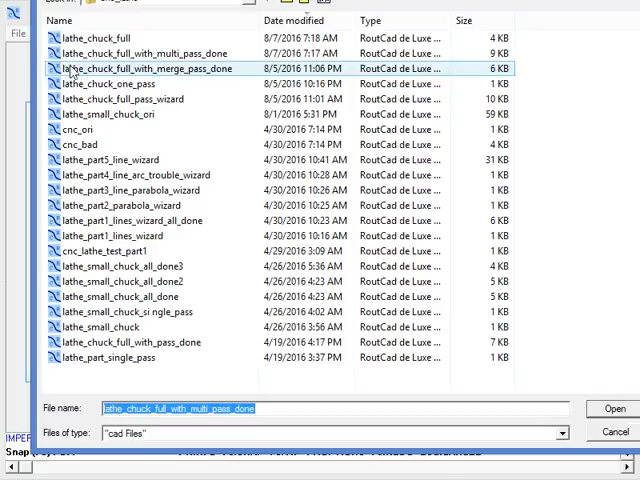 File
Name Date modified Type Size
lathe_chuck_full 8/7/2016 7:18 AM RoutCad de Luxe ... 4 KB
lathe_chuck_full_with_multi_pass_done 8/7/2016 7:17 AM RoutCad de Luxe ... 9 KB
lathe_chuck_full_with_merge_pass_done 8/5/2016 11:06 PM RoutCad de Luxe ... 6 KB
lathe_chuck_one_pass 8/5/2016 10:16 PM RoutCad de Luxe ... 1 KB
lathe_chuck_full_pass_wizard 8/5/2016 11:01 AM RoutCad de Luxe ... 10 KB
lathe_small_chuck_ori 8/1/2016 5:31 PM RoutCad de Luxe ... 59 KB
cnc_ori 4/30/2016 7:14 PM RoutCad de Luxe ... 1 KB
cnc_bad 4/30/2016 7:14 PM RoutCad de Luxe ... 4 KB
lathe_part5_line_wizard 4/30/2016 10:41 AM RoutCad de Luxe ... 31 KB
lathe_part4_line_arc_trouble_wizard 4/30/2016 10:28 AM RoutCad de Luxe ... 1 KB
lathe_part3_line_parabola_wizard 4/30/2016 10:26 AM RoutCad de Luxe ... 1 KB
lathe_part2_parabola_wizard 4/30/2016 10:25 AM RoutCad de Luxe ... 1 KB
lathe_part1_lines_wizard_all_done 4/30/2016 10:23 AM RoutCad de Luxe ... 6 KB
lathe_part1_lines_wizard 4/30/2016 10:16 AM RoutCad de Luxe ... 1 KB
cnc_lathe_test_part1 4/29/2016 3:09 AM RoutCad de Luxe ... 1 KB
lathe_small_chuck_all_done3 4/26/2016 5:36 AM RoutCad de Luxe ... 4 KB
lathe_small_chuck_all_done2 4/26/2016 4:23 AM RoutCad de Luxe ... 5 KB
lathe_small_chuck_all_done 4/26/2016 4:23 AM RoutCad de Luxe ... 5 KB
lathe_small_chuck_si ngle_pass 4/26/2016 4:02 AM RoutCad de Luxe ... 1 KB
lathe_small_chuck 4/26/2016 3:56 AM RoutCad de Luxe ... 1 KB
lathe_chuck_full_with_pass_done 4/19/2016 4:17 PM RoutCad de Luxe ... 7 KB
lathe_part_single_pass 4/19/2016 3:37 PM RoutCad de Luxe ... 1 KB
File name: lathe_chuck_full_with_multi_pass_done Open
Files of type: "cad Files" Cancel